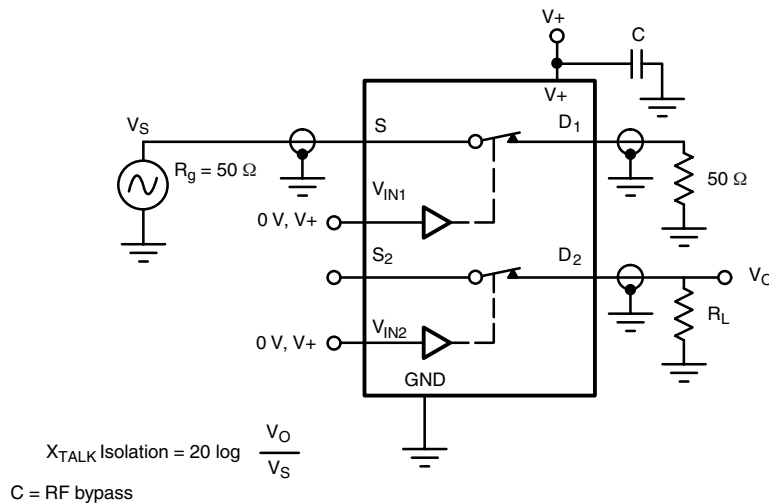 V+
C
V+
VS
S
D1
Rg = 50 Ω
50 Ω
VIN1
0 V, V+
S2
D2
VO
VIN2
RL
0 V, V+
GND
XTALK Isolation = 20 log VO
VS
C = RF bypass